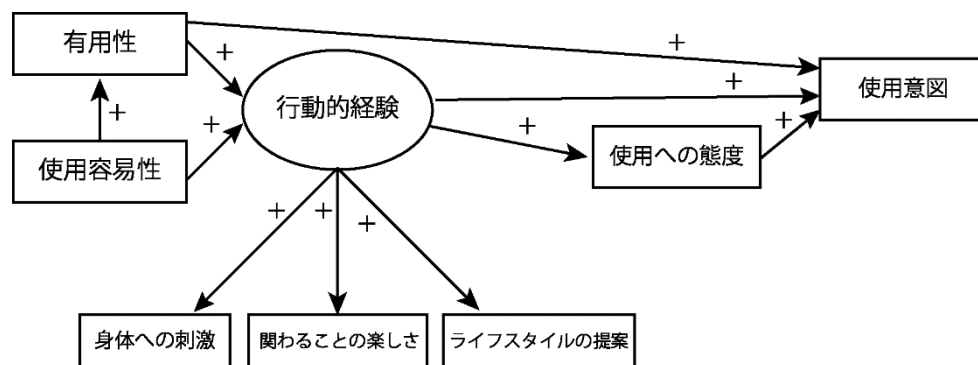 有用性
+
+
使用意図
行動的経験
+
+
+
+
+
使用容易性
使用への態度
+
+
+
身体への刺激
関わることの楽しさ
ライフスタイルの提案